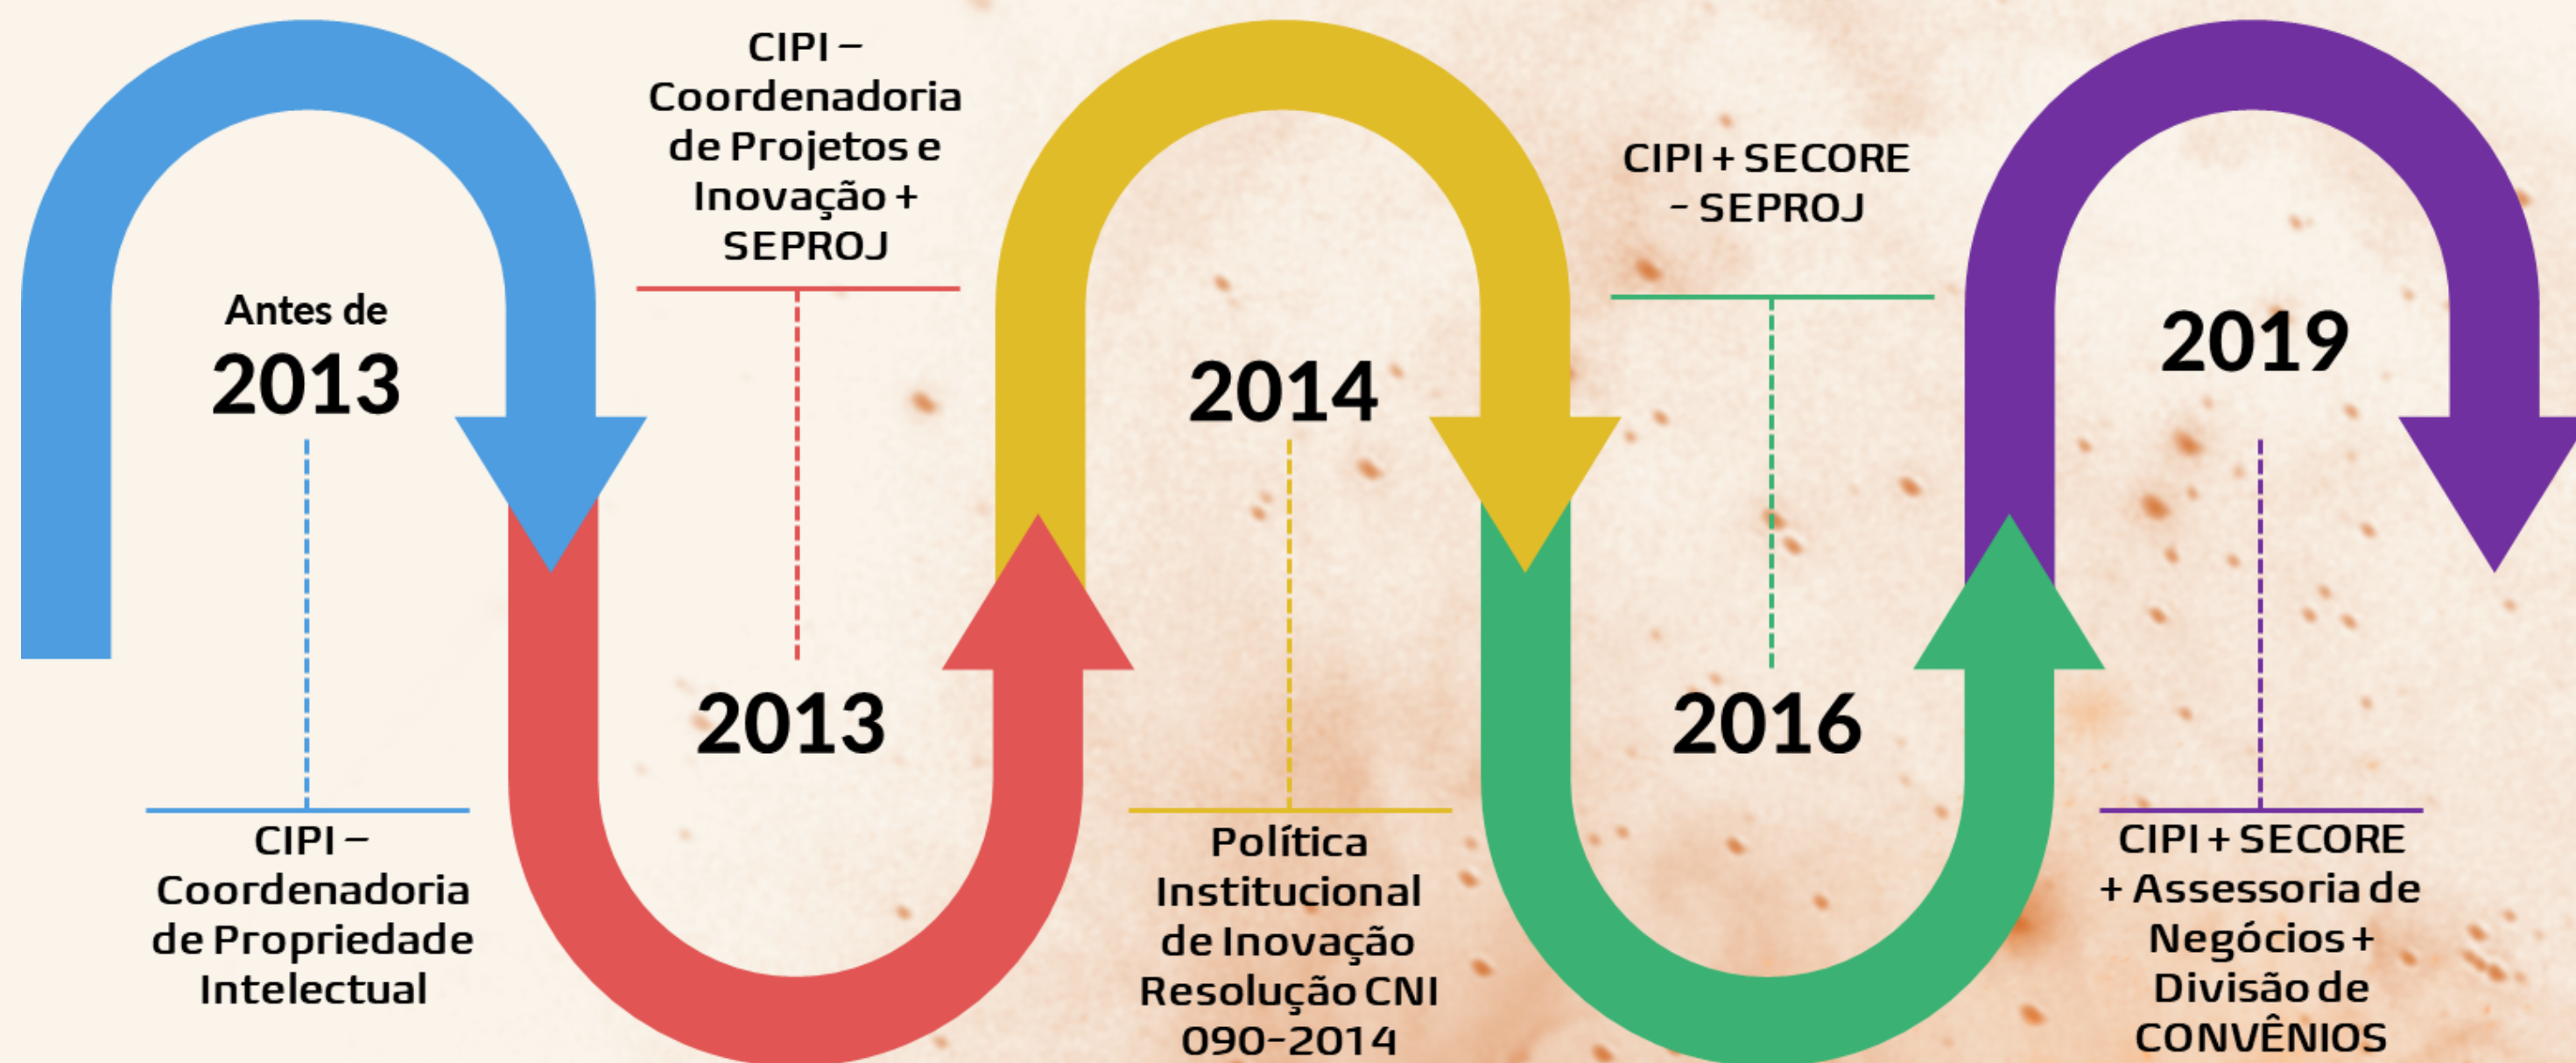 Antes de
2013
CIPI –
Coordenadoria
de Propriedade
Intelectual
CIPI –
Coordenadoria
de Projetos e
Inovação +
SEPROJ
2013
2014
Política
Institucional
de Inovação
Resolução CNI
090-2014
CIPI + SECORE
- SEPROJ
2016
2019
CIPI + SECORE
+ Assessoria de
Negócios +
Divisão de
CONVÊNIOS